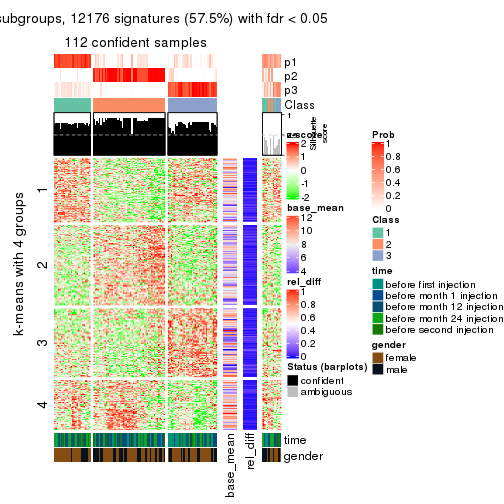 subgroups, 12176 signatures (57.5%) with fdr < 0.05
112 confident samples
p1
p2
p3
Class
1
Silhouette
score
z-score
2
1
0
-1
-2
base_mean
12
10
8
6
4
rel_diff
1
0.8
0.6
0.4
0.2
0
Status (barplots)
confident
ambiguous
Prob
1
0.8
0.6
0.4
0.2
0
Class
1
2
3
time
before first injection
before month 1 injection
before month 12 injection
before month 24 injection
before second injection
gender
female
male
k-means with 4 groups
1
2
3
4
time
gender
base_mean
rel_diff